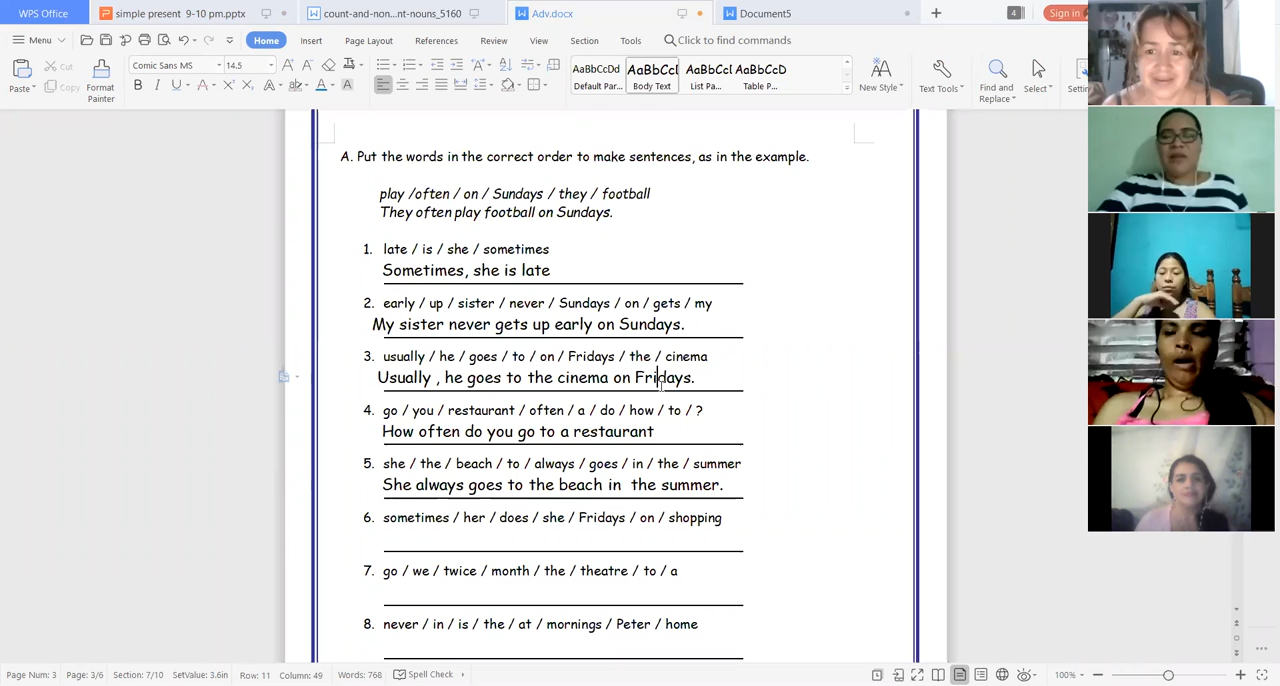 WPS Office simple present 9-10 pm.pptx count-and-non...nt-nouns_5160 Adv.docx Document5 + 4 Sign in
Menu Home Insert Page Layout References Review View Section Tools Click to find commands
Paste Cut Copy Format Painter Comic Sans MS 14.5 AaBbCcDd Default Par... AaBbCcI Body Text AaBbCcI List Pa... AaBbCcD Table P... New Style Text Tools Find and Replace Select
A. Put the words in the correct order to make sentences, as in the example.
play /often / on / Sundays / they / football
They often play football on Sundays.
1. late / is / she / sometimes
Sometimes, she is late
2. early / up / sister / never / Sundays / on / gets / my
My sister never gets up early on Sundays.
3. usually / he / goes / to / on / Fridays / the / cinema
Usually , he goes to the cinema on Fridays.
4. go / you / restaurant / often / a / do / how / to / ?
How often do you go to a restaurant
5. she / the / beach / to / always / goes / in / the / summer
She always goes to the beach in the summer.
6. sometimes / her / does / she / Fridays / on / shopping
7. go / we / twice / month / the / theatre / to / a
8. never / in / is / the / at / mornings / Peter / home
Page Num: 3 Page: 3/6 Section: 7/10 SetValue: 3.6in Row: 11 Column: 49 Words: 768 Spell Check 100%